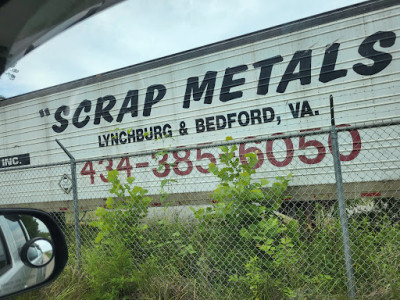 "SCRAP METALS
LYNCHBURG & BEDFORD, VA.
INC.
434-385-6050